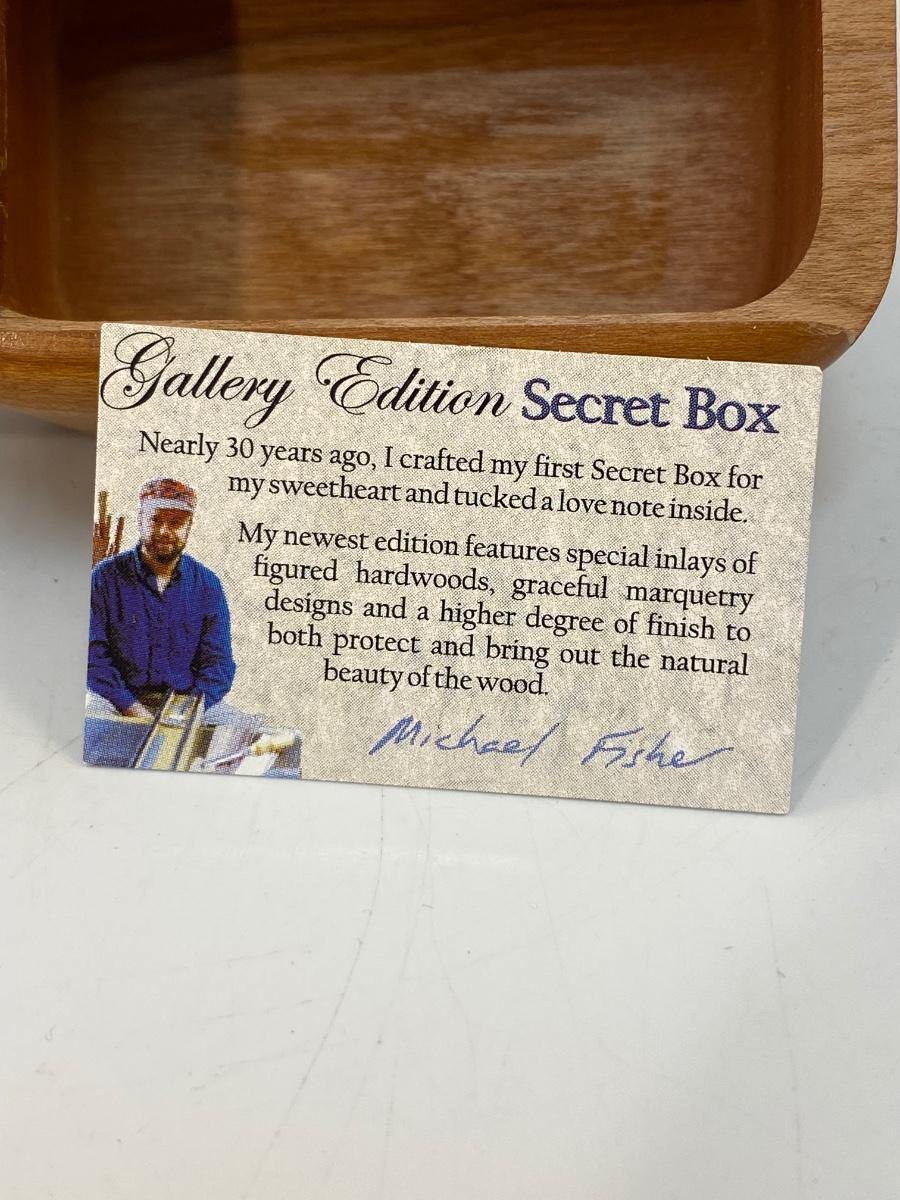 Gallery Edition Secret Box
Nearly 30 years ago, I crafted my first Secret Box for
my sweetheart and tucked a love note inside.
My newest edition features special inlays of
figured hardwoods, graceful marquetry
designs and a higher degree of finish to
both protect and bring out the natural
beauty of the wood.
Michael Fisher